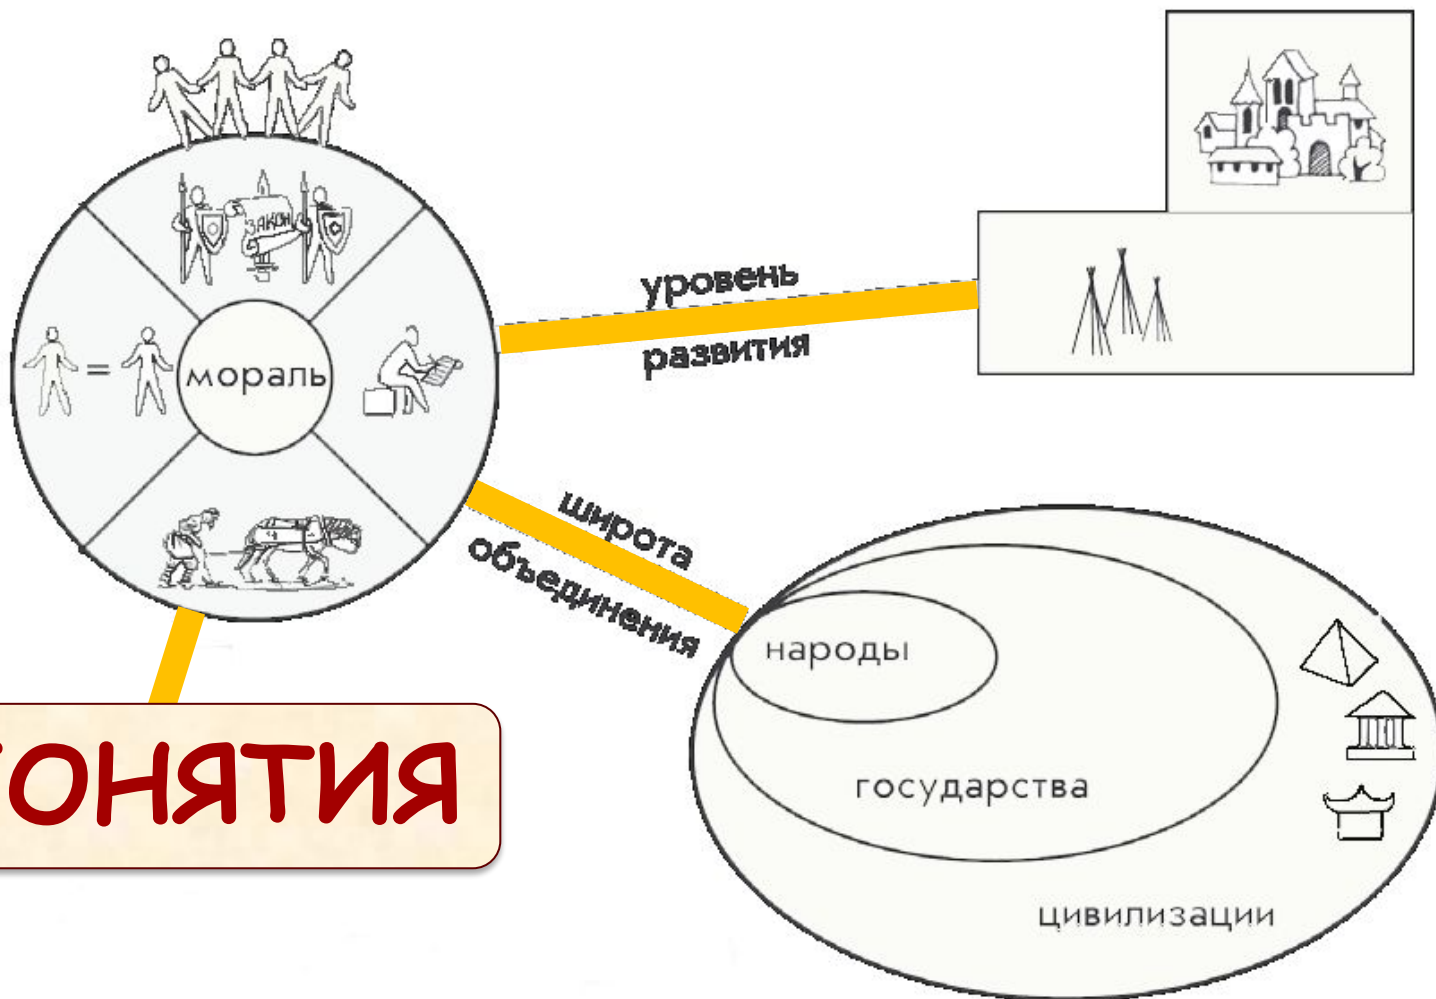 ЗАКОН
мораль
уровень
развития
широта
объединения
народы
государства
цивилизации
ОНЯТИЯ